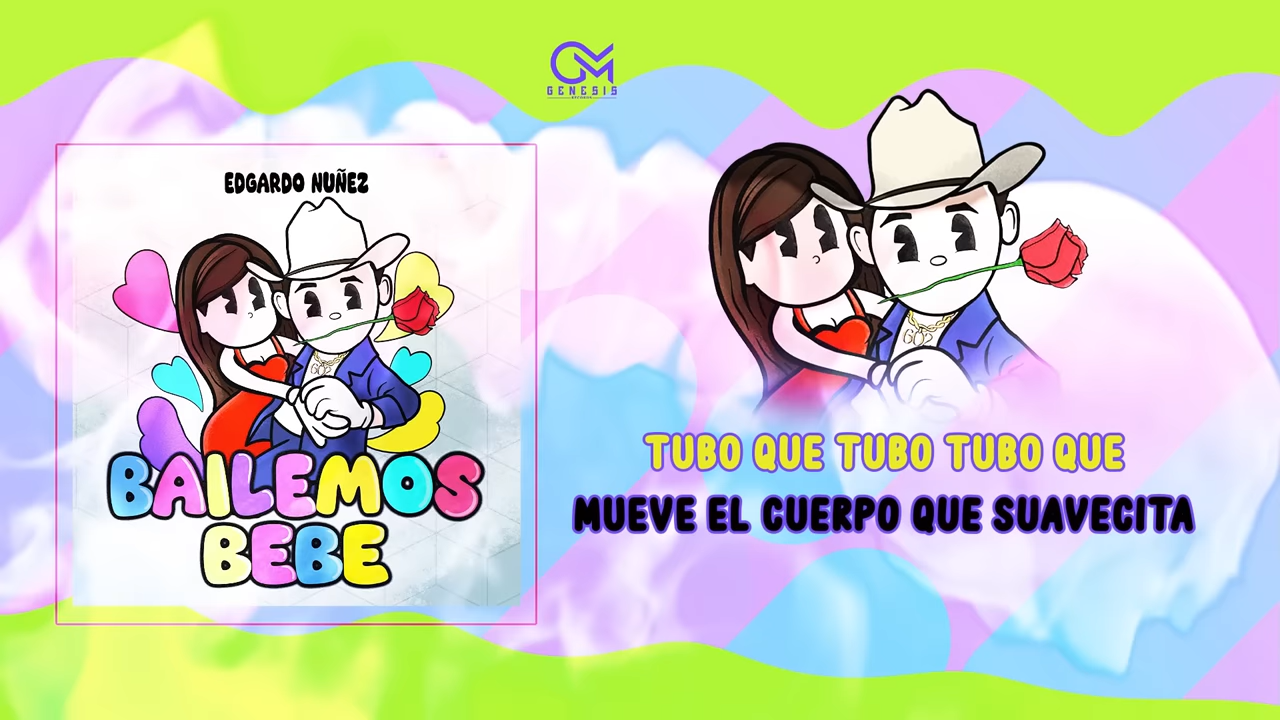 GENESIS
EDGARDO NUÑEZ
BAILEMOS
BEBE
TUBO QUE TUBO TUBO QUE
MUEVE EL CUERPO QUE SUAVECITA